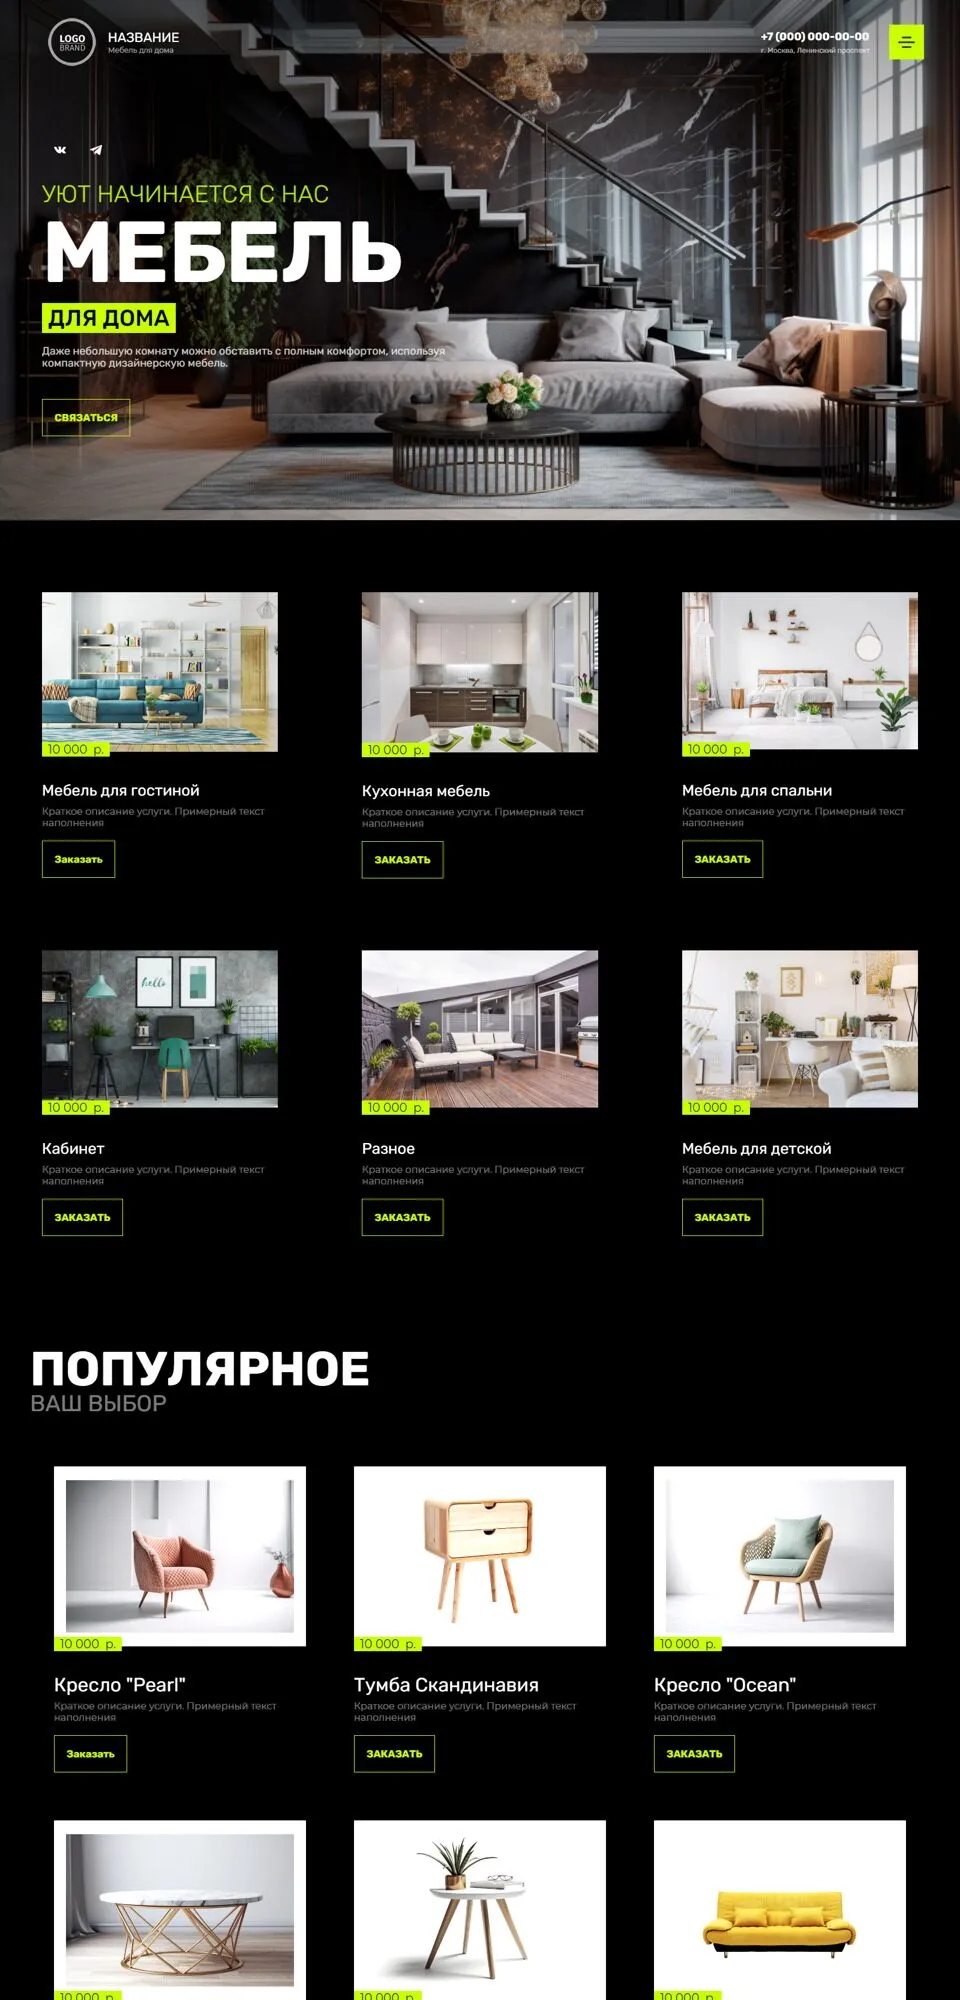 LOGO
BRAND
НАЗВАНИЕ
Мебель для дома
+7 (000) 000-00-00
г. Москва, Ленинский проспект
УЮТ НАЧИНАЕТСЯ С НАС
МЕБЕЛЬ
ДЛЯ ДОМА
Даже небольшую комнату можно обставить с полным комфортом, используя
компактную дизайнерскую мебель.
СВЯЗАТЬСЯ
10 000 р.
Мебель для гостиной
Краткое описание услуги. Примерный текст
наполнения
Заказать
10 000 р.
Кухонная мебель
Краткое описание услуги. Примерный текст
наполнения
ЗАКАЗАТЬ
10 000 р.
Мебель для спальни
Краткое описание услуги. Примерный текст
наполнения
ЗАКАЗАТЬ
hello
10 000 р.
Кабинет
Краткое описание услуги. Примерный текст
наполнения
ЗАКАЗАТЬ
10 000 р.
Разное
Краткое описание услуги. Примерный текст
наполнения
ЗАКАЗАТЬ
10 000 р.
Мебель для детской
Краткое описание услуги. Примерный текст
наполнения
ЗАКАЗАТЬ
ПОПУЛЯРНОЕ
ВАШ ВЫБОР
10 000 р.
Кресло "Pearl"
Краткое описание услуги. Примерный текст
наполнения
Заказать
10 000 р.
Тумба Скандинавия
Краткое описание услуги. Примерный текст
наполнения
ЗАКАЗАТЬ
10 000 р.
Кресло "Ocean"
Краткое описание услуги. Примерный текст
наполнения
ЗАКАЗАТЬ
10 000 р.
10 000 р.
10 000 р.